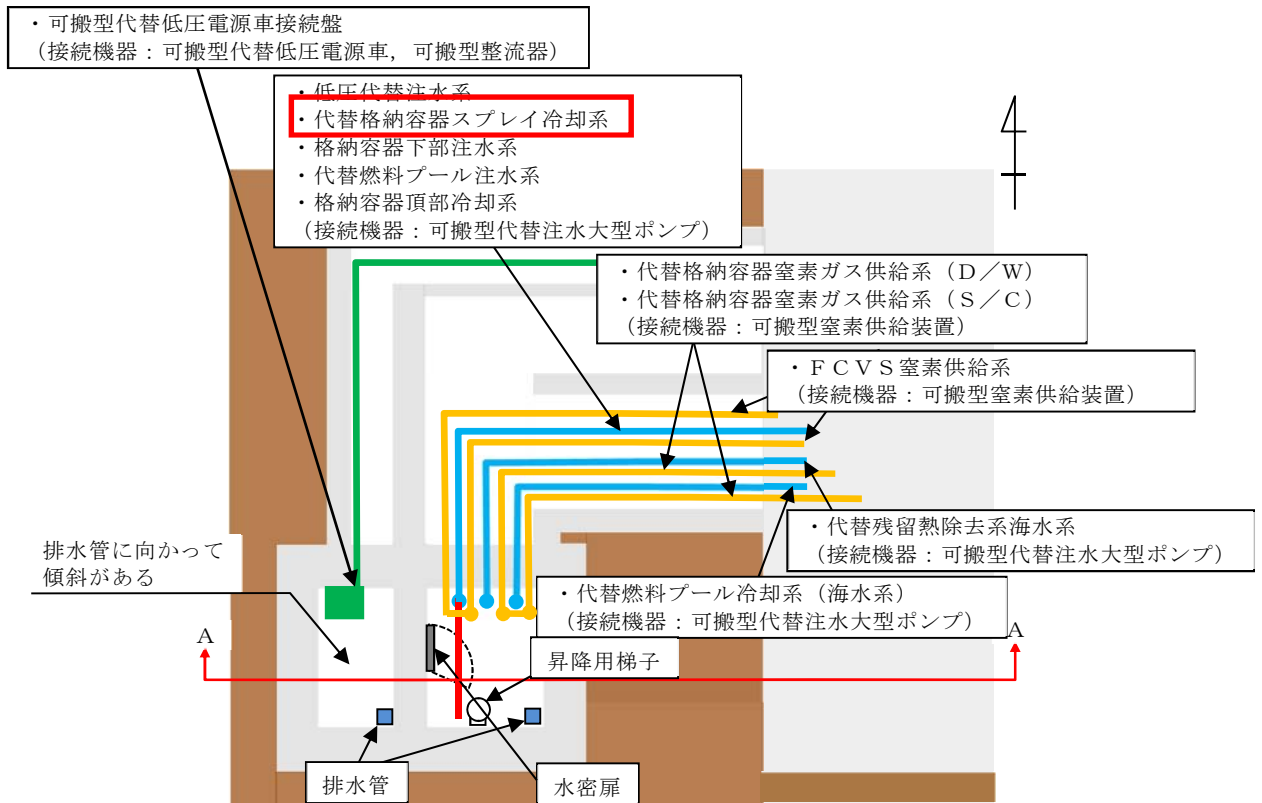 ・可搬型代替低圧電源車接続盤
（接続機器：可搬型代替低圧電源車，可搬型整流器）
・低圧代替注水系
・代替格納容器スプレイ冷却系
・格納容器下部注水系
・代替燃料プール注水系
・格納容器頂部冷却系
（接続機器：可搬型代替注水大型ポンプ）
・代替格納容器窒素ガス供給系（Ｄ／Ｗ）
・代替格納容器窒素ガス供給系（Ｓ／Ｃ）
（接続機器：可搬型窒素供給装置）
・ＦＣＶＳ窒素供給系
（接続機器：可搬型窒素供給装置）
・代替残留熱除去系海水系
（接続機器：可搬型代替注水大型ポンプ）
排水管に向かって
傾斜がある
・代替燃料プール冷却系（海水系）
（接続機器：可搬型代替注水大型ポンプ）
A
A
昇降用梯子
排水管
水密扉